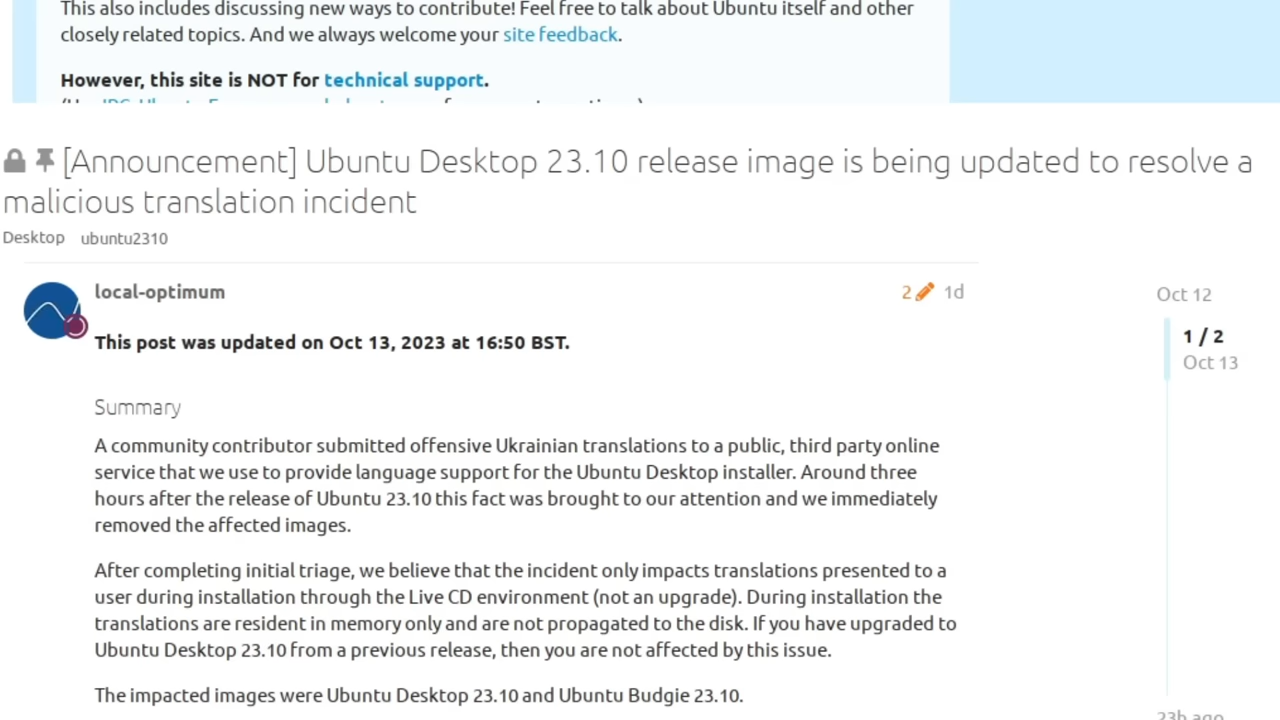 This also includes discussing new ways to contribute! Feel free to talk about Ubuntu itself and other
closely related topics. And we always welcome your site feedback.
However, this site is NOT for technical support.
[Announcement] Ubuntu Desktop 23.10 release image is being updated to resolve a
malicious translation incident
Desktop ubuntu2310
local-optimum 2 1d
Oct 12
This post was updated on Oct 13, 2023 at 16:50 BST.
1 / 2
Oct 13
Summary
A community contributor submitted offensive Ukrainian translations to a public, third party online
service that we use to provide language support for the Ubuntu Desktop installer. Around three
hours after the release of Ubuntu 23.10 this fact was brought to our attention and we immediately
removed the affected images.
After completing initial triage, we believe that the incident only impacts translations presented to a
user during installation through the Live CD environment (not an upgrade). During installation the
translations are resident in memory only and are not propagated to the disk. If you have upgraded to
Ubuntu Desktop 23.10 from a previous release, then you are not affected by this issue.
The impacted images were Ubuntu Desktop 23.10 and Ubuntu Budgie 23.10.
23h ago